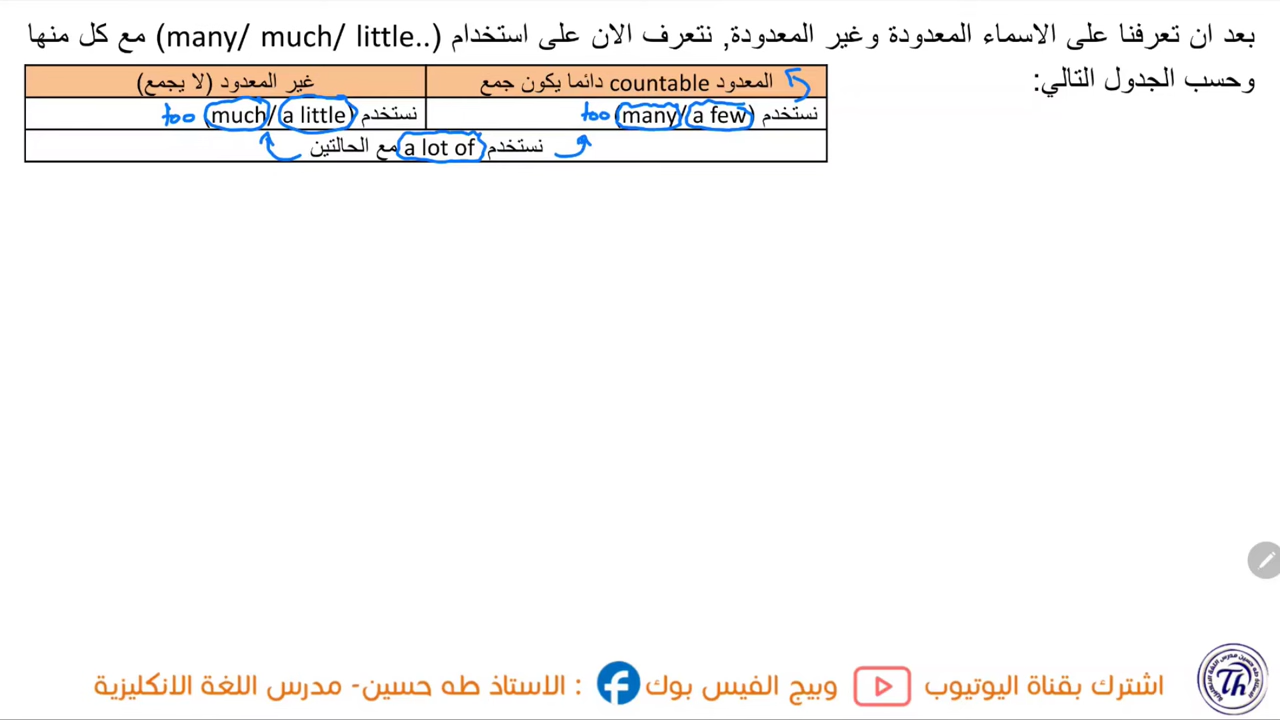 بعد ان تعرفنا على الاسماء المعدودة وغير المعدودة, نتعرف الان على استخدام (many/ much/ little..) مع كل منها
وحسب الجدول التالي:
المعدود countable دائما يكون جمع
غير المعدود (لا يجمع)
نستخدم (many/a few) too
نستخدم (much/a little) too
نستخدم a lot of مع الحالتين
اشترك بقناة اليوتيوب وبيج الفيس بوك : الاستاذ طه حسين- مدرس اللغة الانكليزية
Th